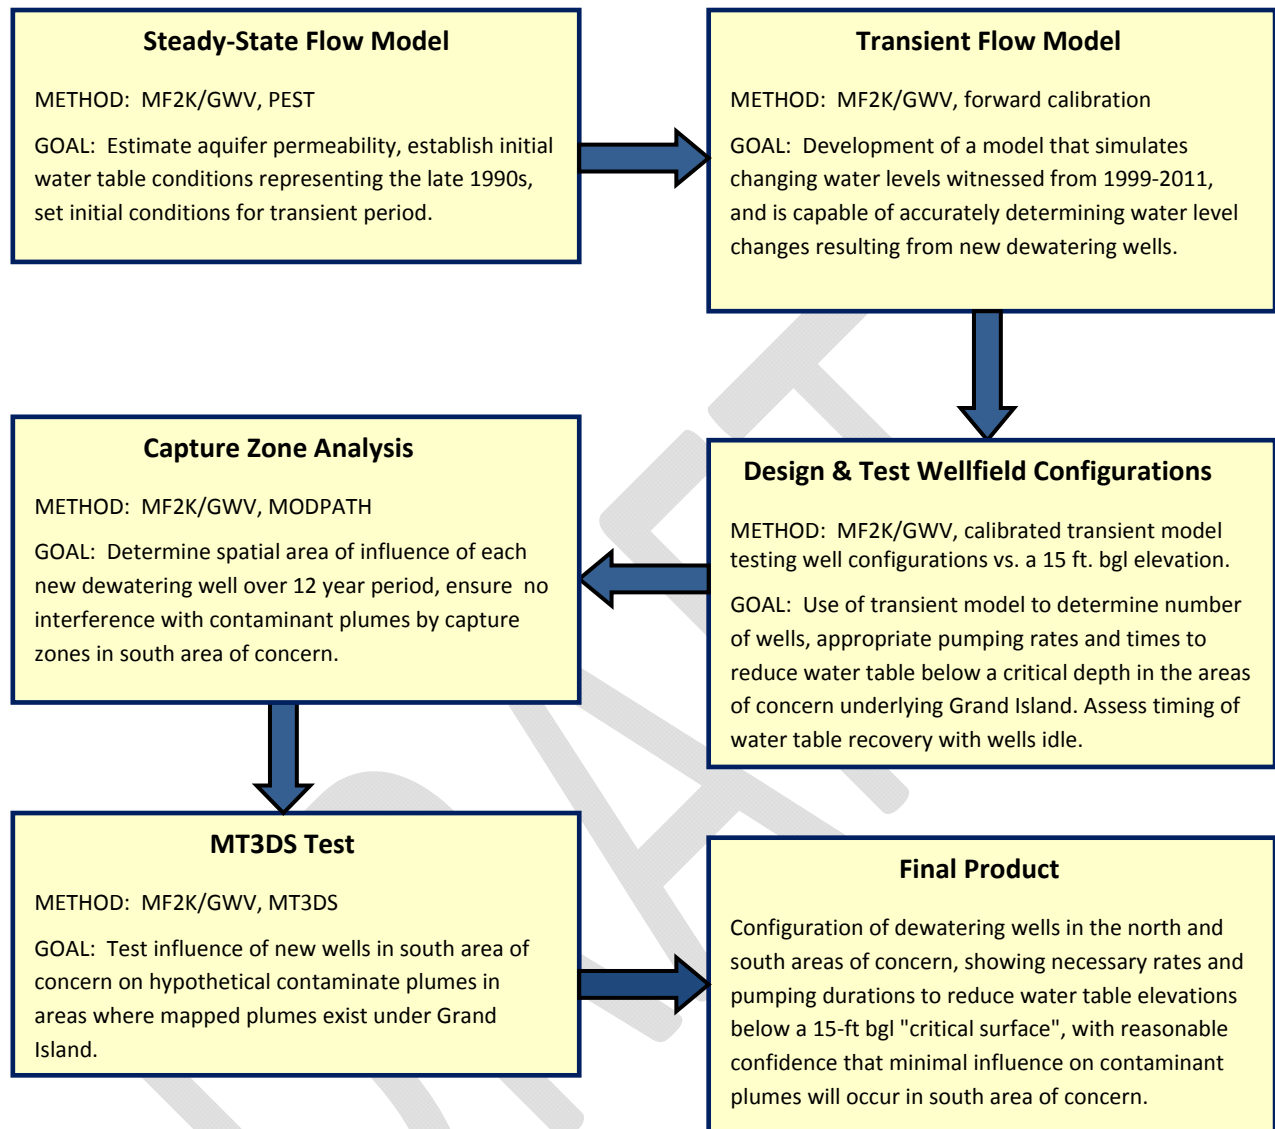 Steady-State Flow Model
METHOD: MF2K/GWV, PEST
GOAL: Estimate aquifer permeability, establish initial
water table conditions representing the late 1990s,
set initial conditions for transient period.
Transient Flow Model
METHOD: MF2K/GWV, forward calibration
GOAL: Development of a model that simulates
changing water levels witnessed from 1999-2011,
and is capable of accurately determining water level
changes resulting from new dewatering wells.
Design & Test Wellfield Configurations
METHOD: MF2K/GWV, calibrated transient model
testing well configurations vs. a 15 ft. bgl elevation.
GOAL: Use of transient model to determine number
of wells, appropriate pumping rates and times to
reduce water table below a critical depth in the areas
of concern underlying Grand Island. Assess timing of
water table recovery with wells idle.
Capture Zone Analysis
METHOD: MF2K/GWV, MODPATH
GOAL: Determine spatial area of influence of each
new dewatering well over 12 year period, ensure no
interference with contaminant plumes by capture
zones in south area of concern.
MT3DS Test
METHOD: MF2K/GWV, MT3DS
GOAL: Test influence of new wells in south area of
concern on hypothetical contaminate plumes in
areas where mapped plumes exist under Grand
Island.
Final Product
Configuration of dewatering wells in the north and
south areas of concern, showing necessary rates and
pumping durations to reduce water table elevations
below a 15-ft bgl "critical surface", with reasonable
confidence that minimal influence on contaminant
plumes will occur in south area of concern.
DRAFT